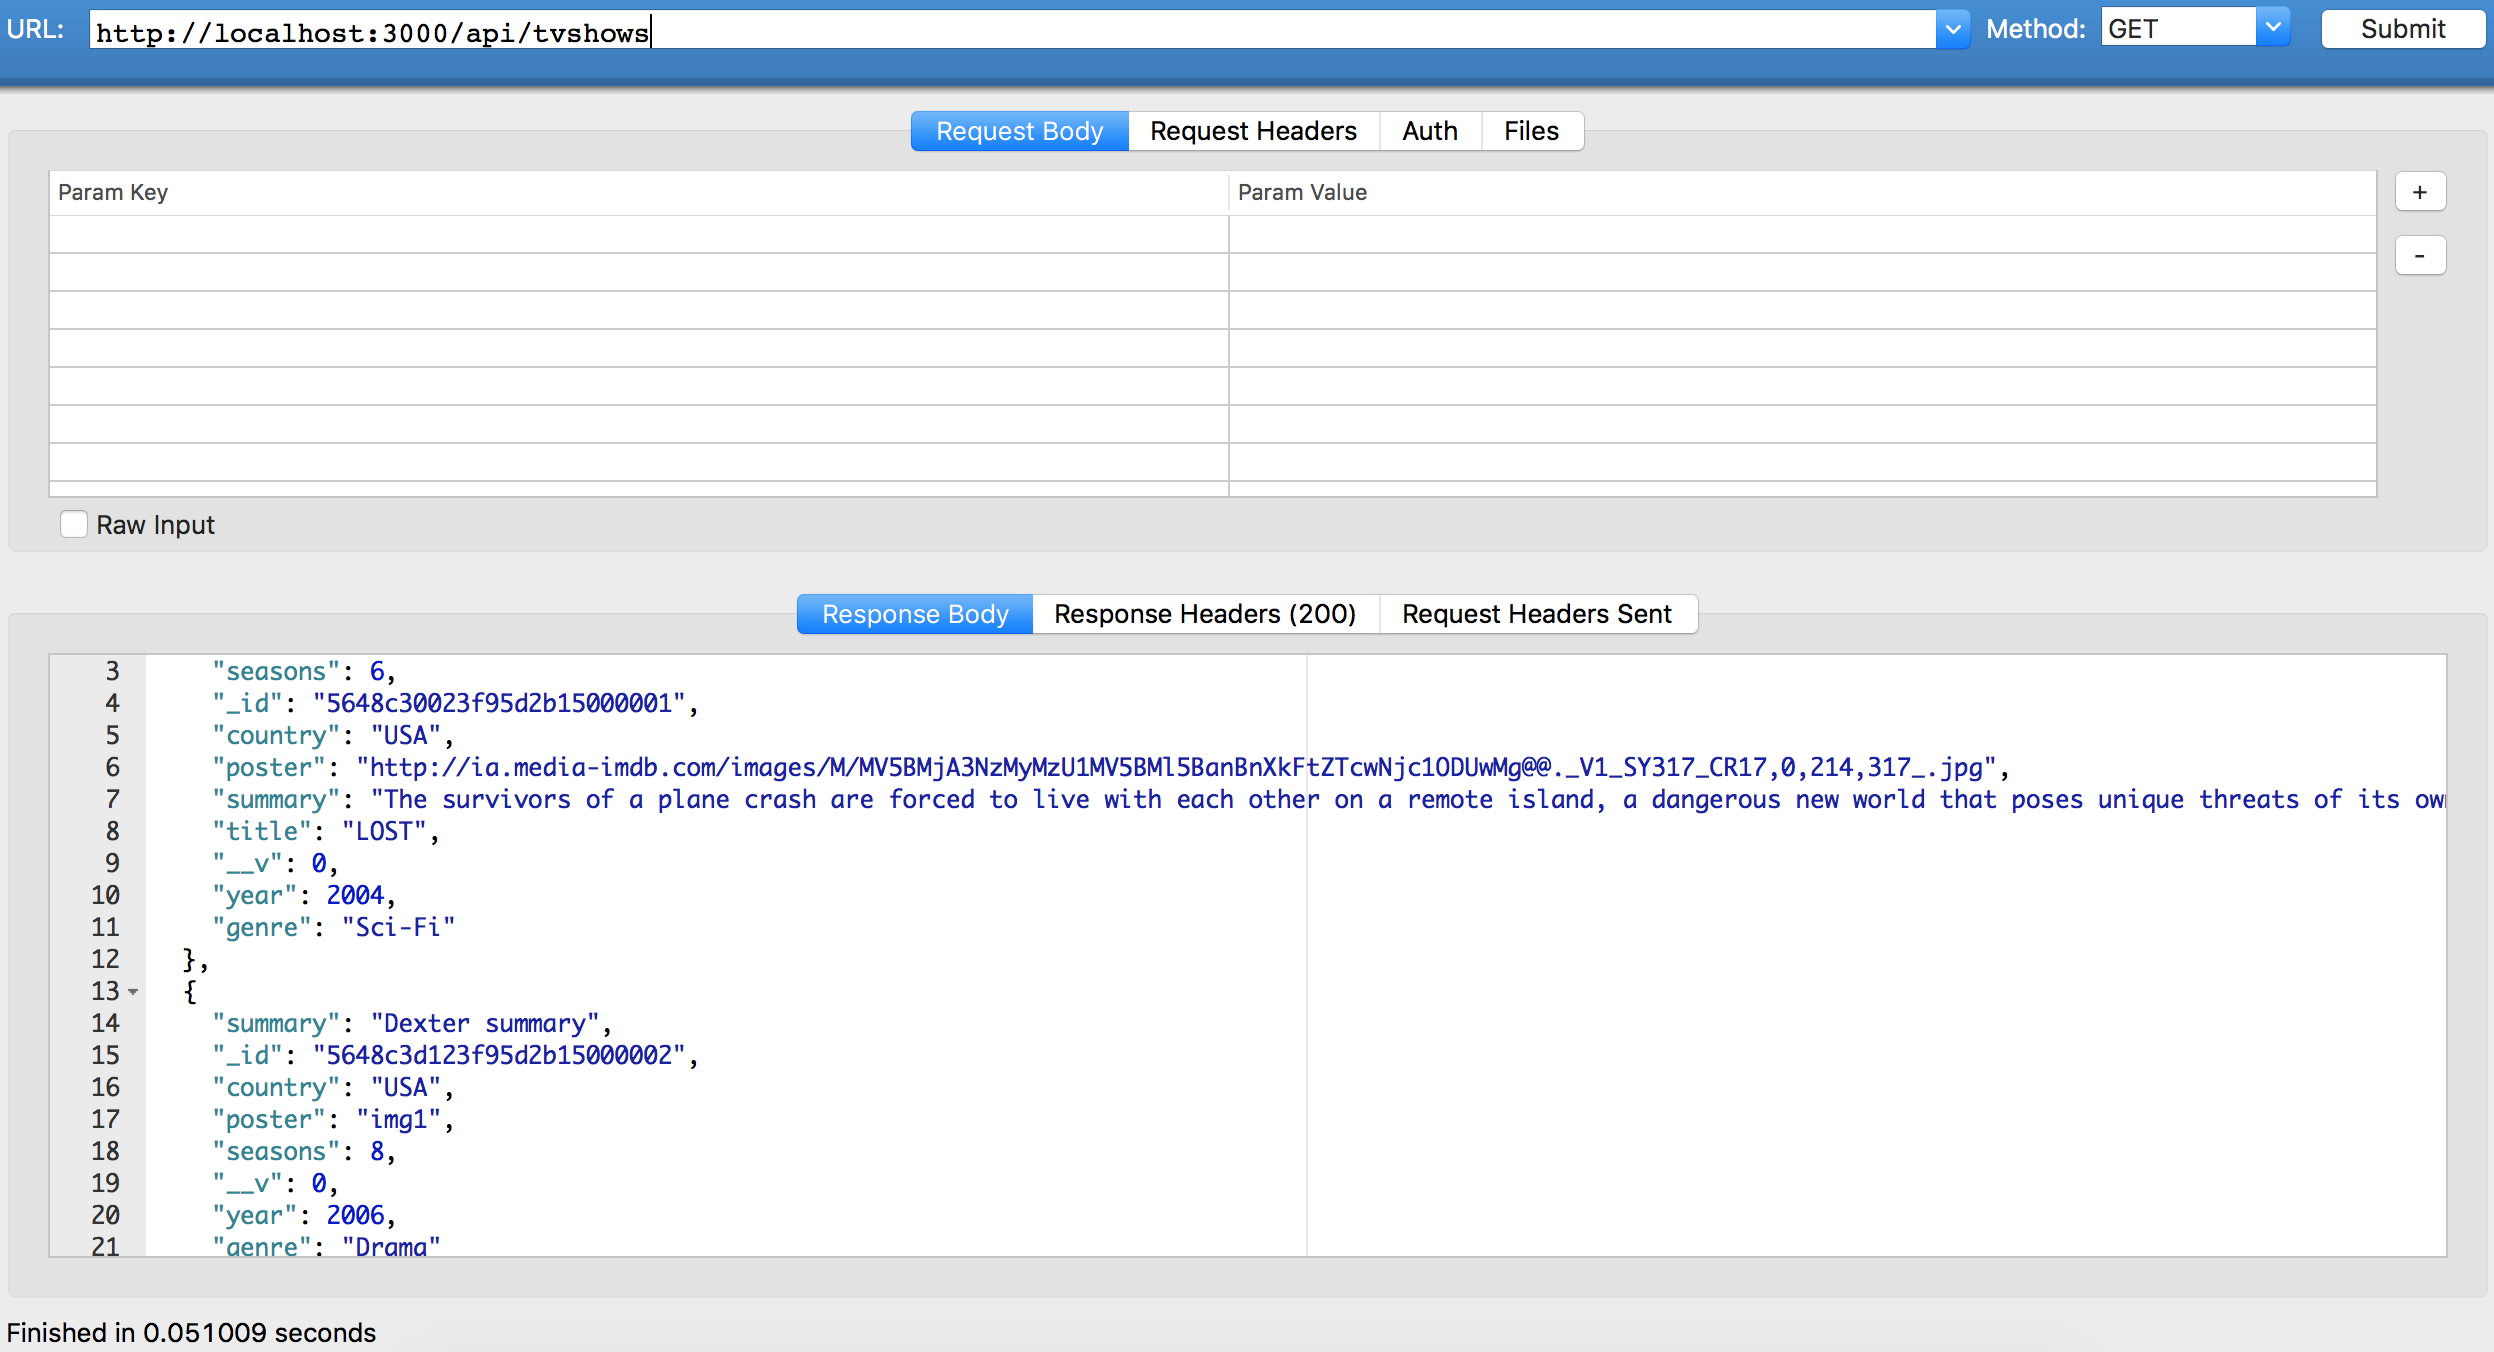 URL: http://localhost:3000/api/tvshows Method: GET Submit
Request Body Request Headers Auth Files
Param Key Param Value +
-
Raw Input
Response Body Response Headers (200) Request Headers Sent
3 "seasons": 6,
4 "_id": "5648c30023f95d2b15000001",
5 "country": "USA",
6 "poster": "http://ia.media-imdb.com/images/M/MV5BMjA3NzMyMzU1MV5BMl5BanBnXkFtZTcwNjc1ODUwMg@@._V1_SY317_CR17,0,214,317_.jpg",
7 "summary": "The survivors of a plane crash are forced to live with each other on a remote island, a dangerous new world that poses unique threats of its
8 "title": "LOST",
9 "__v": 0,
10 "year": 2004,
11 "genre": "Sci-Fi"
12 },
13 {
14 "summary": "Dexter summary",
15 "_id": "5648c3d123f95d2b15000002",
16 "country": "USA",
17 "poster": "img1",
18 "seasons": 8,
19 "__v": 0,
20 "year": 2006,
21 "genre": "Drama"
Finished in 0.051009 seconds